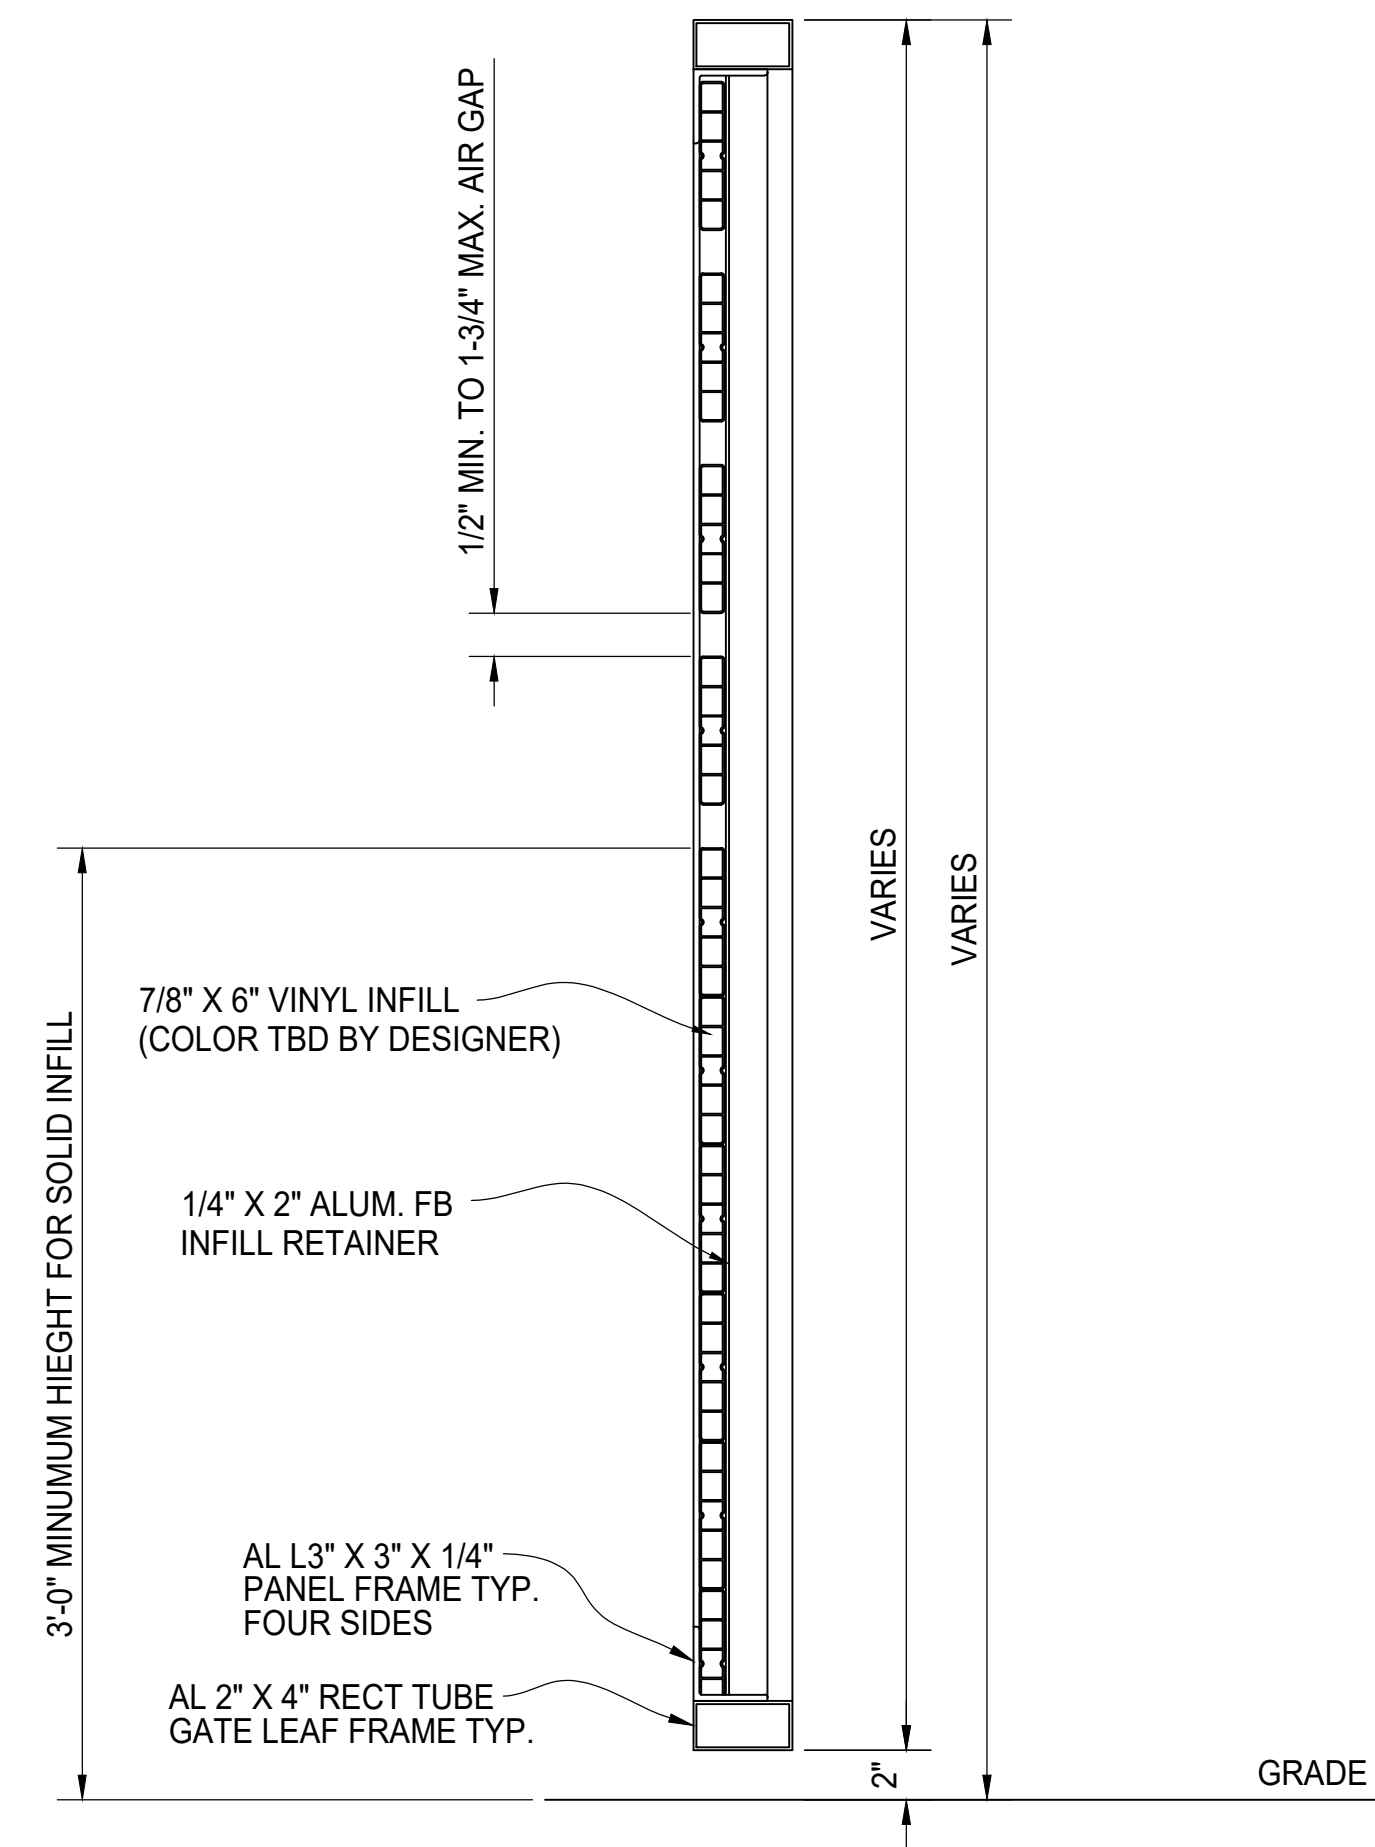 1/2" MIN. TO 1-3/4" MAX. AIR GAP
VARIES
VARIES
7/8" X 6" VINYL INFILL
(COLOR TBD BY DESIGNER)
3'-0" MINUMUM HIEGHT FOR SOLID INFILL
1/4" X 2" ALUM. FB
INFILL RETAINER
AL L3" X 3" X 1/4"
PANEL FRAME TYP.
FOUR SIDES
AL 2" X 4" RECT TUBE
GATE LEAF FRAME TYP.
2"
GRADE